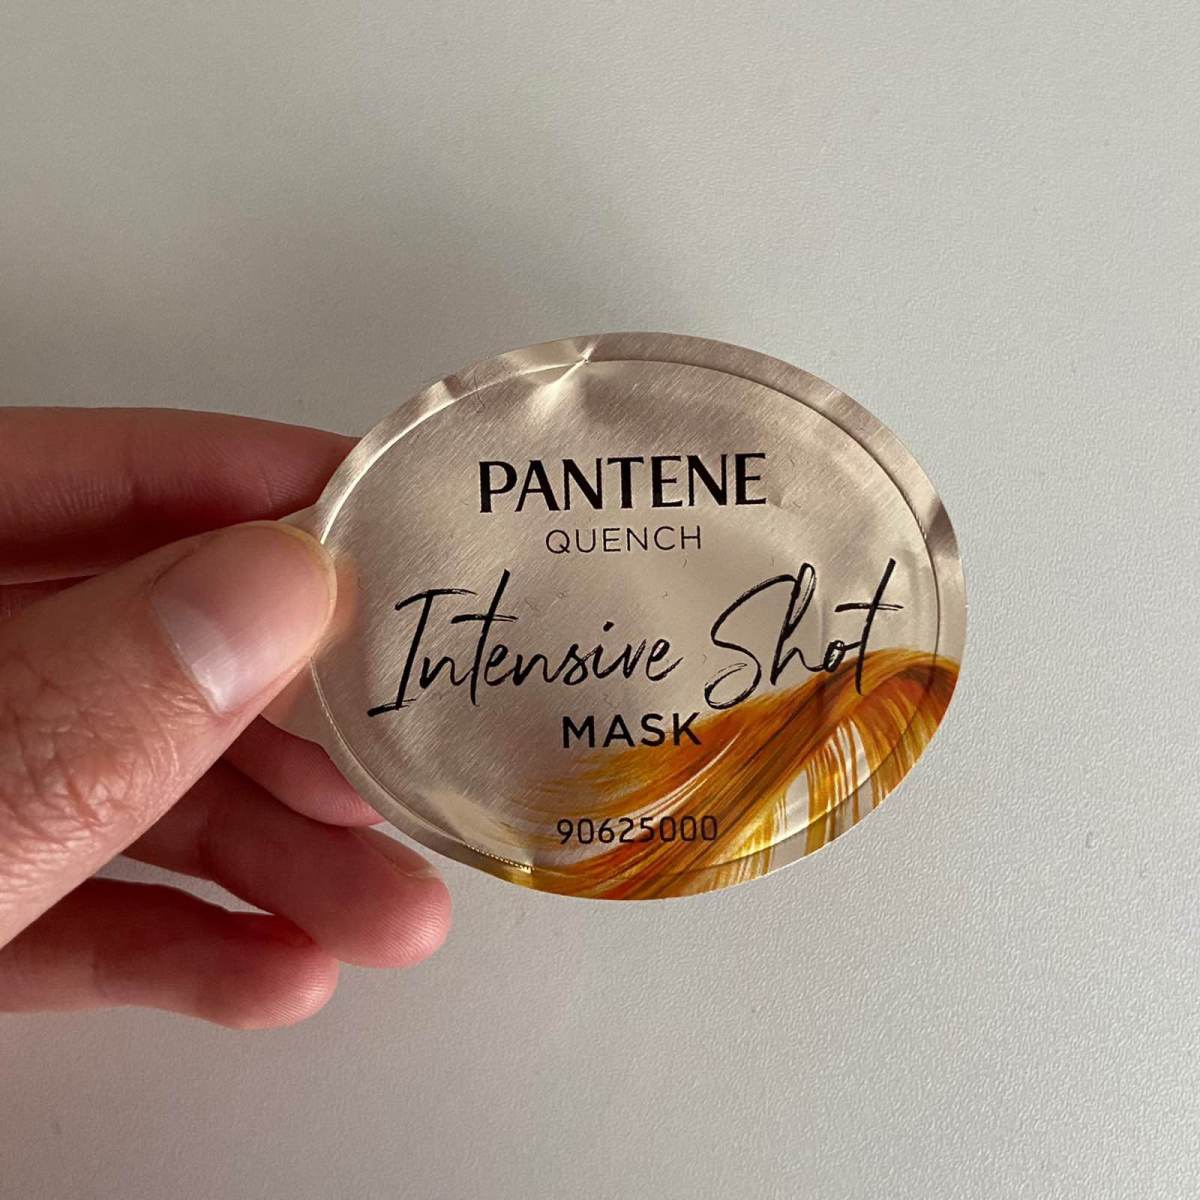 PANTENE
QUENCH
Intensive Shot
MASK
90625000